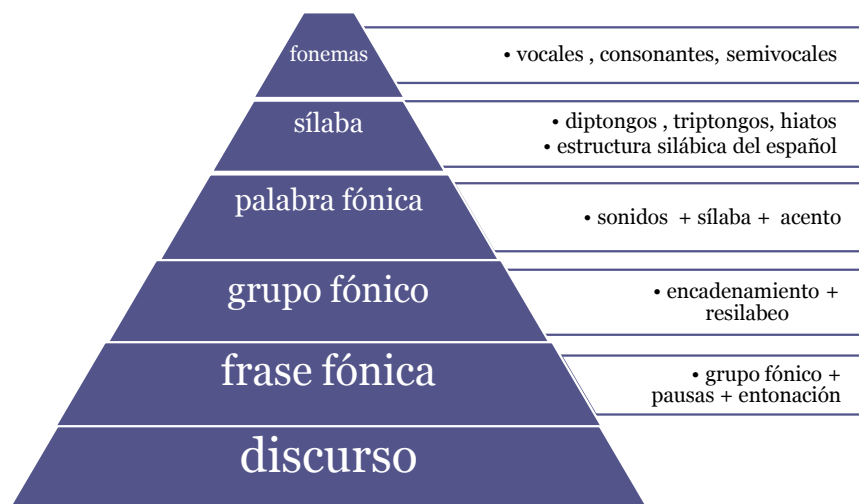 fonemas
• vocales , consonantes, semivocales
sílaba
• diptongos , triptongos, hiatos
• estructura silábica del español
palabra fónica
• sonidos + sílaba + acento
grupo fónico
• encadenamiento +
resilabeo
frase fónica
• grupo fónico +
pausas + entonación
discurso